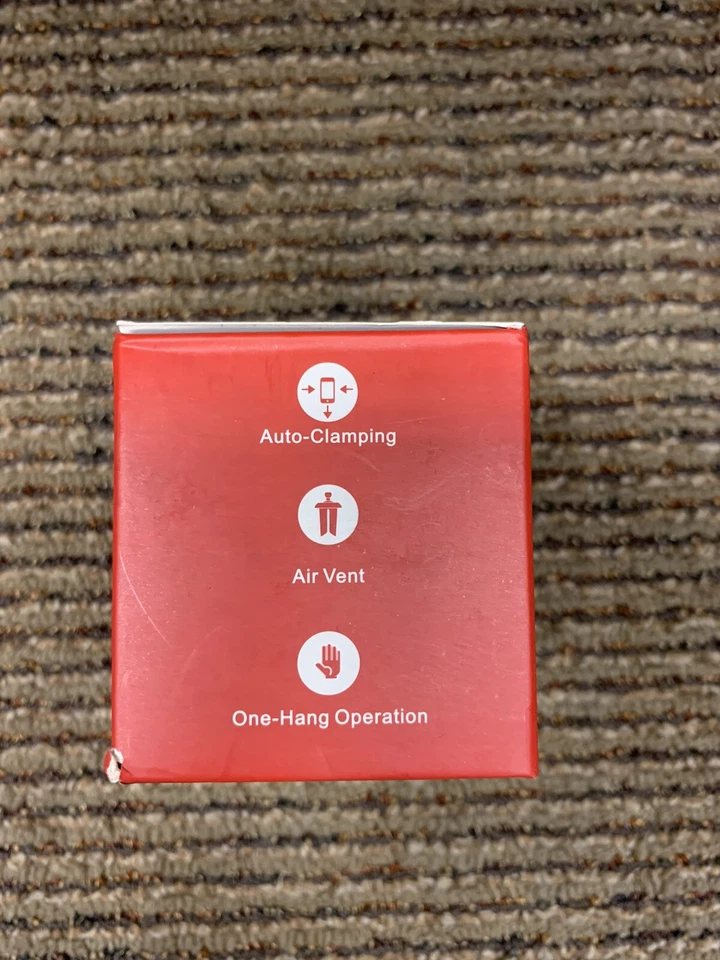 Auto-Clamping
Air Vent
One-Hang Operation